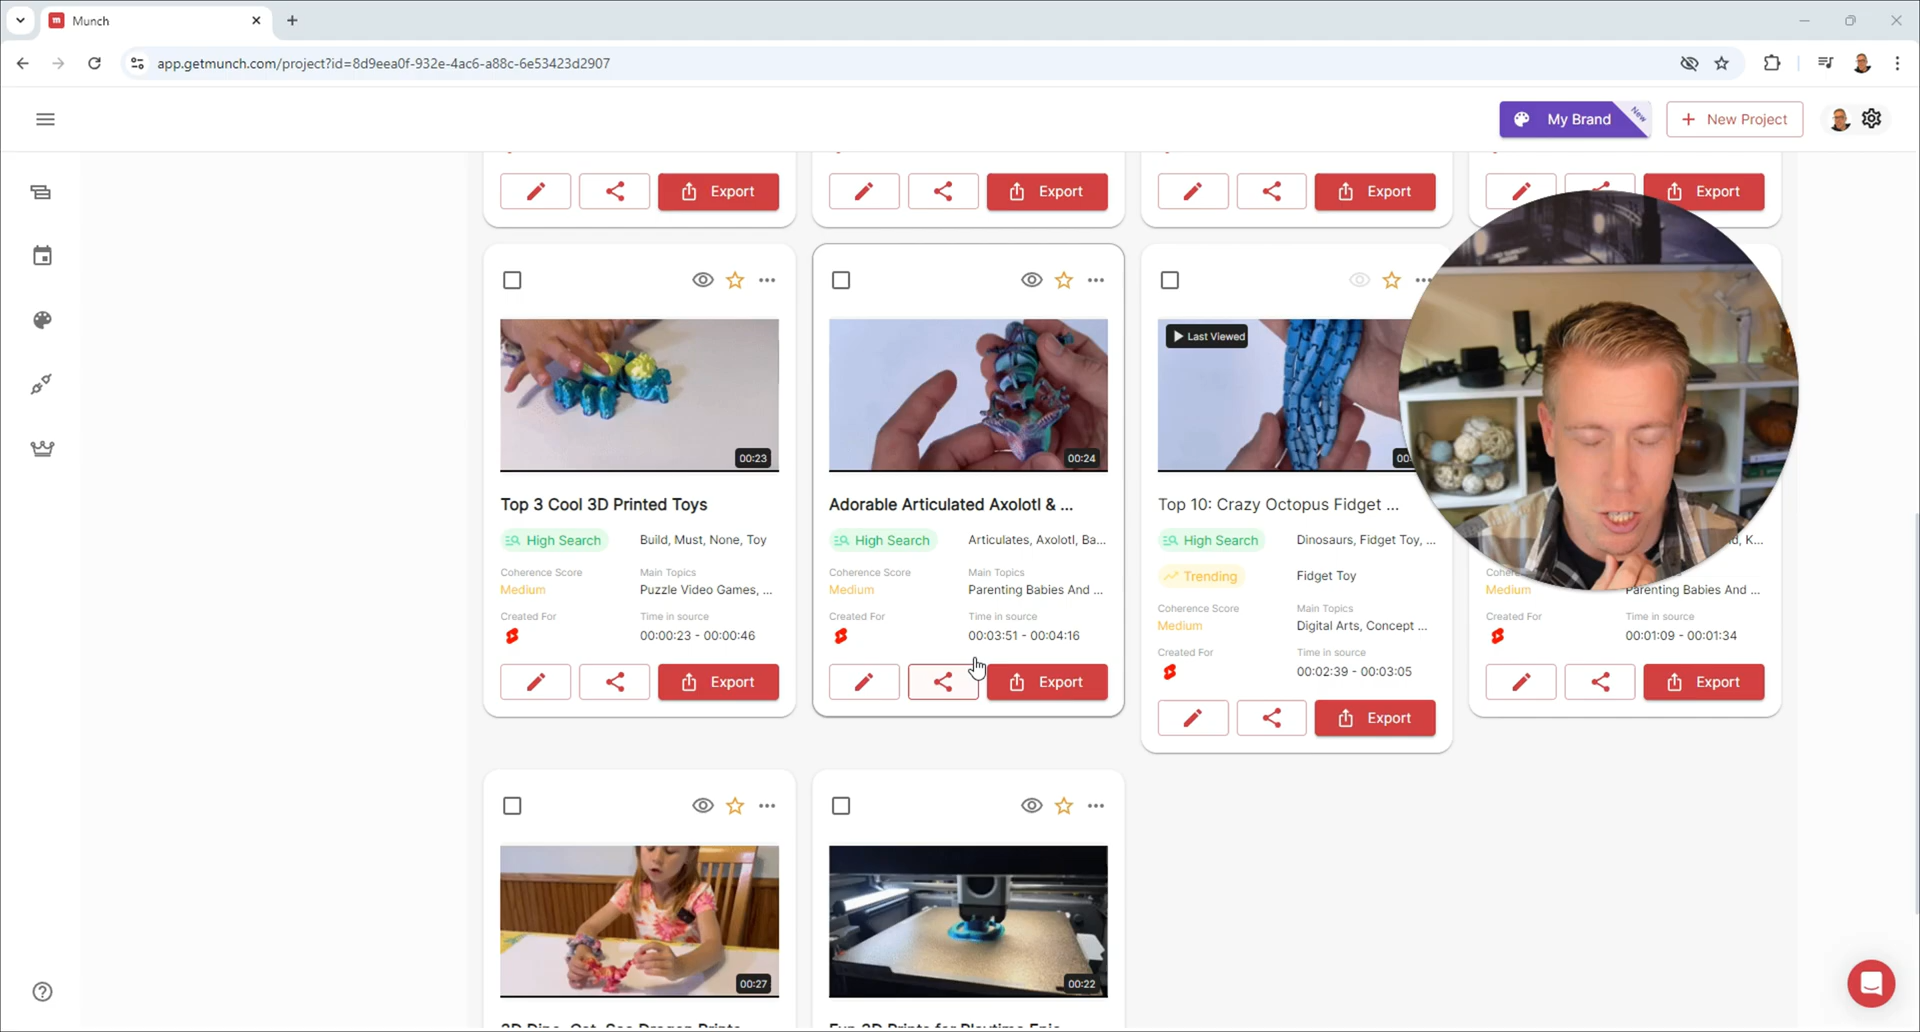 m Munch
app.getmunch.com/project?id=8d9eea0f-932e-4ac6-a88c-6e53423d2907
My Brand New
+ New Project
Export Export Export Export
Last Viewed
00:23 00:24
Top 3 Cool 3D Printed Toys
High Search Build, Must, None, Toy
Coherence Score Main Topics
Medium Puzzle Video Games, ...
Created For Time in source
00:00:23 - 00:00:46
Export
Adorable Articulated Axolotl & ...
High Search Articulates, Axolotl, Ba...
Coherence Score Main Topics
Medium Parenting Babies And ...
Created For Time in source
00:03:51 - 00:04:16
Export
Top 10: Crazy Octopus Fidget ...
High Search Dinosaurs, Fidget Toy, ...
Trending Fidget Toy
Coherence Score Main Topics
Medium Digital Arts, Concept ...
Created For Time in source
00:02:39 - 00:03:05
Export
K...
Medium Parenting Babies And ...
Created For Time in source
00:01:09 - 00:01:34
Export
00:27 00:22